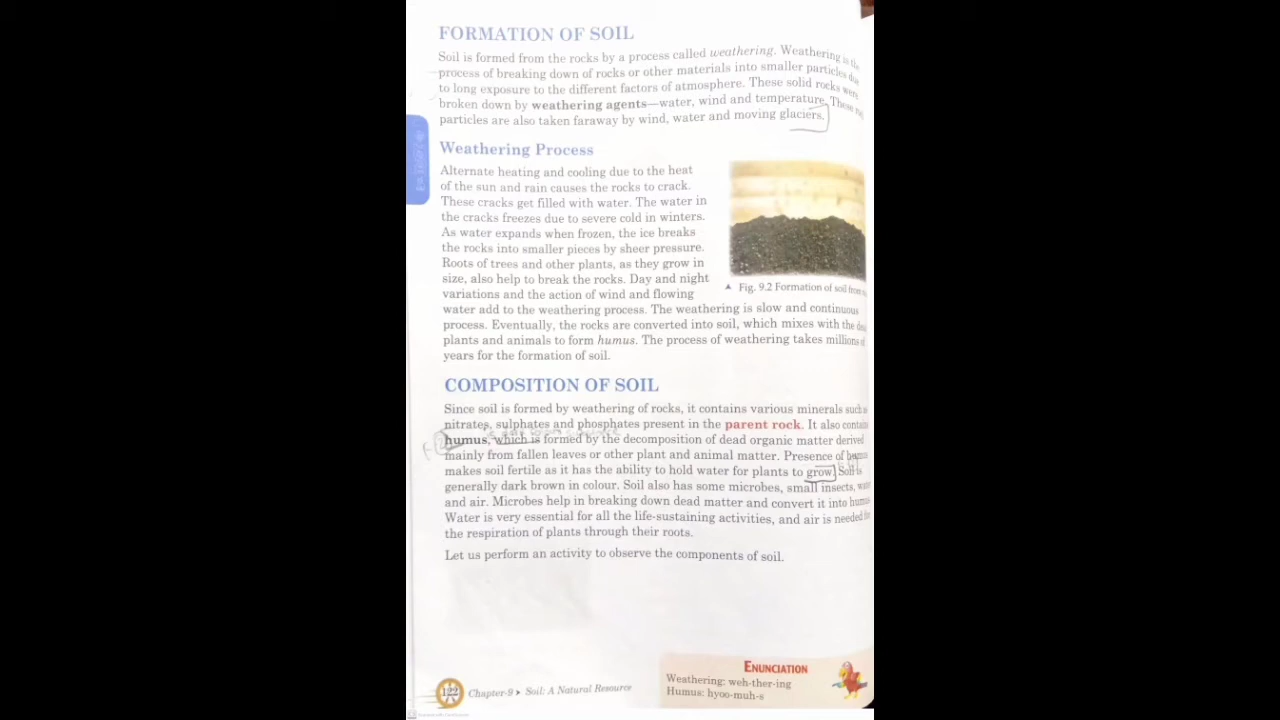 FORMATION OF SOIL
Soil is formed from the rocks by a process called weathering. Weathering is the
process of breaking down of rocks or other materials into smaller particles due
to long exposure to the different factors of atmosphere. These solid rocks were
broken down by weathering agents—water, wind and temperature. These
particles are also taken faraway by wind, water and moving glaciers.
Weathering Process
Alternate heating and cooling due to the heat
of the sun and rain causes the rocks to crack.
These cracks get filled with water. The water in
the cracks freezes due to severe cold in winters.
As water expands when frozen, the ice breaks
the rocks into smaller pieces by sheer pressure.
Roots of trees and other plants, as they grow in
size, also help to break the rocks. Day and night
variations and the action of wind and flowing
water add to the weathering process. The weathering is slow and continuous
process. Eventually, the rocks are converted into soil, which mixes with the
plants and animals to form humus. The process of weathering takes millions of
years for the formation of soil.
Fig. 9.2 Formation of soil from
COMPOSITION OF SOIL
Since soil is formed by weathering of rocks, it contains various minerals such as
nitrates, sulphates and phosphates present in the parent rock. It also contains
humus, which is formed by the decomposition of dead organic matter derived
mainly from fallen leaves or other plant and animal matter. Presence of humus
makes soil fertile as it has the ability to hold water for plants to grow. Soil is
generally dark brown in colour. Soil also has some microbes, small insects, water
and air. Microbes help in breaking down dead matter and convert it into humus.
Water is very essential for all the life-sustaining activities, and air is needed for
the respiration of plants through their roots.
Let us perform an activity to observe the components of soil.
ENUNCIATION
Weathering: weh-ther-ing
Humus: hyoo-muh-s
122 Chapter-9 ▸ Soil: A Natural Resource